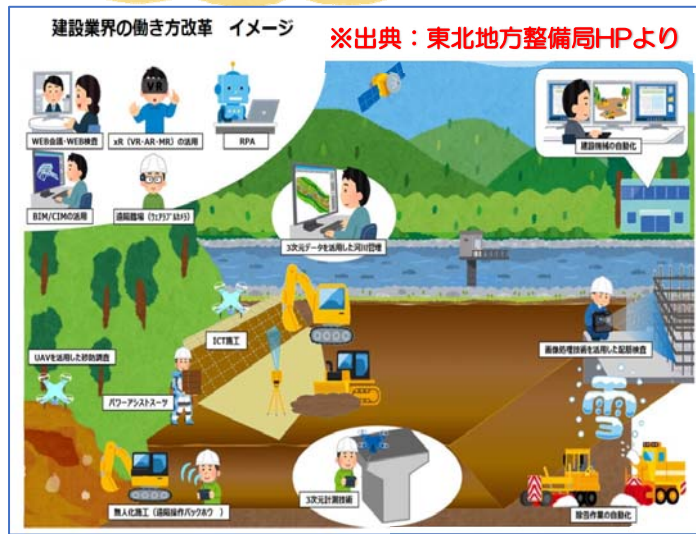 建設業界の働き方改革 イメージ
※出典:東北地方整備局HPより
VR
WEB会議・WEB検査
xR(VR・AR・MR)の活用
RPA
建設機械の自動化
BIM/CIMの活用
遠隔臨場(ウェアラブルカメラ)
3次元データを活用した河川管理
ICT施工
UAVを活用した砂防調査
画像処理技術を活用した配筋検査
パワーアシストスーツ
雪
3次元計測技術
無人化施工(遠隔操作バックホウ )
除雪作業の自動化